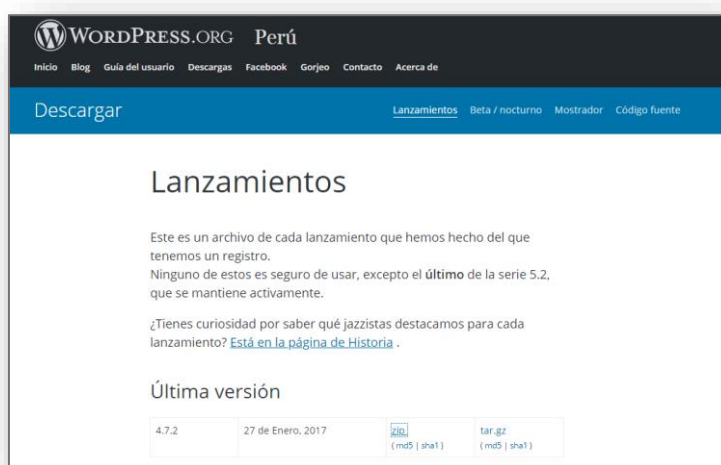 WORDPRESS.ORG Perú
Inicio Blog Guía del usuario Descargas Facebook Gorjeo Contacto Acerca de
Descargar Lanzamientos Beta / nocturno Mostrador Código fuente
Lanzamientos
Este es un archivo de cada lanzamiento que hemos hecho del que
tenemos un registro.
Ninguno de estos es seguro de usar, excepto el último de la serie 5.2,
que se mantiene activamente.
¿Tienes curiosidad por saber qué jazzistas destacamos para cada
lanzamiento? Está en la página de Historia .
Última versión
4.7.2 27 de Enero, 2017 zip tar.gz
( md5 | sha1 ) ( md5 | sha1 )